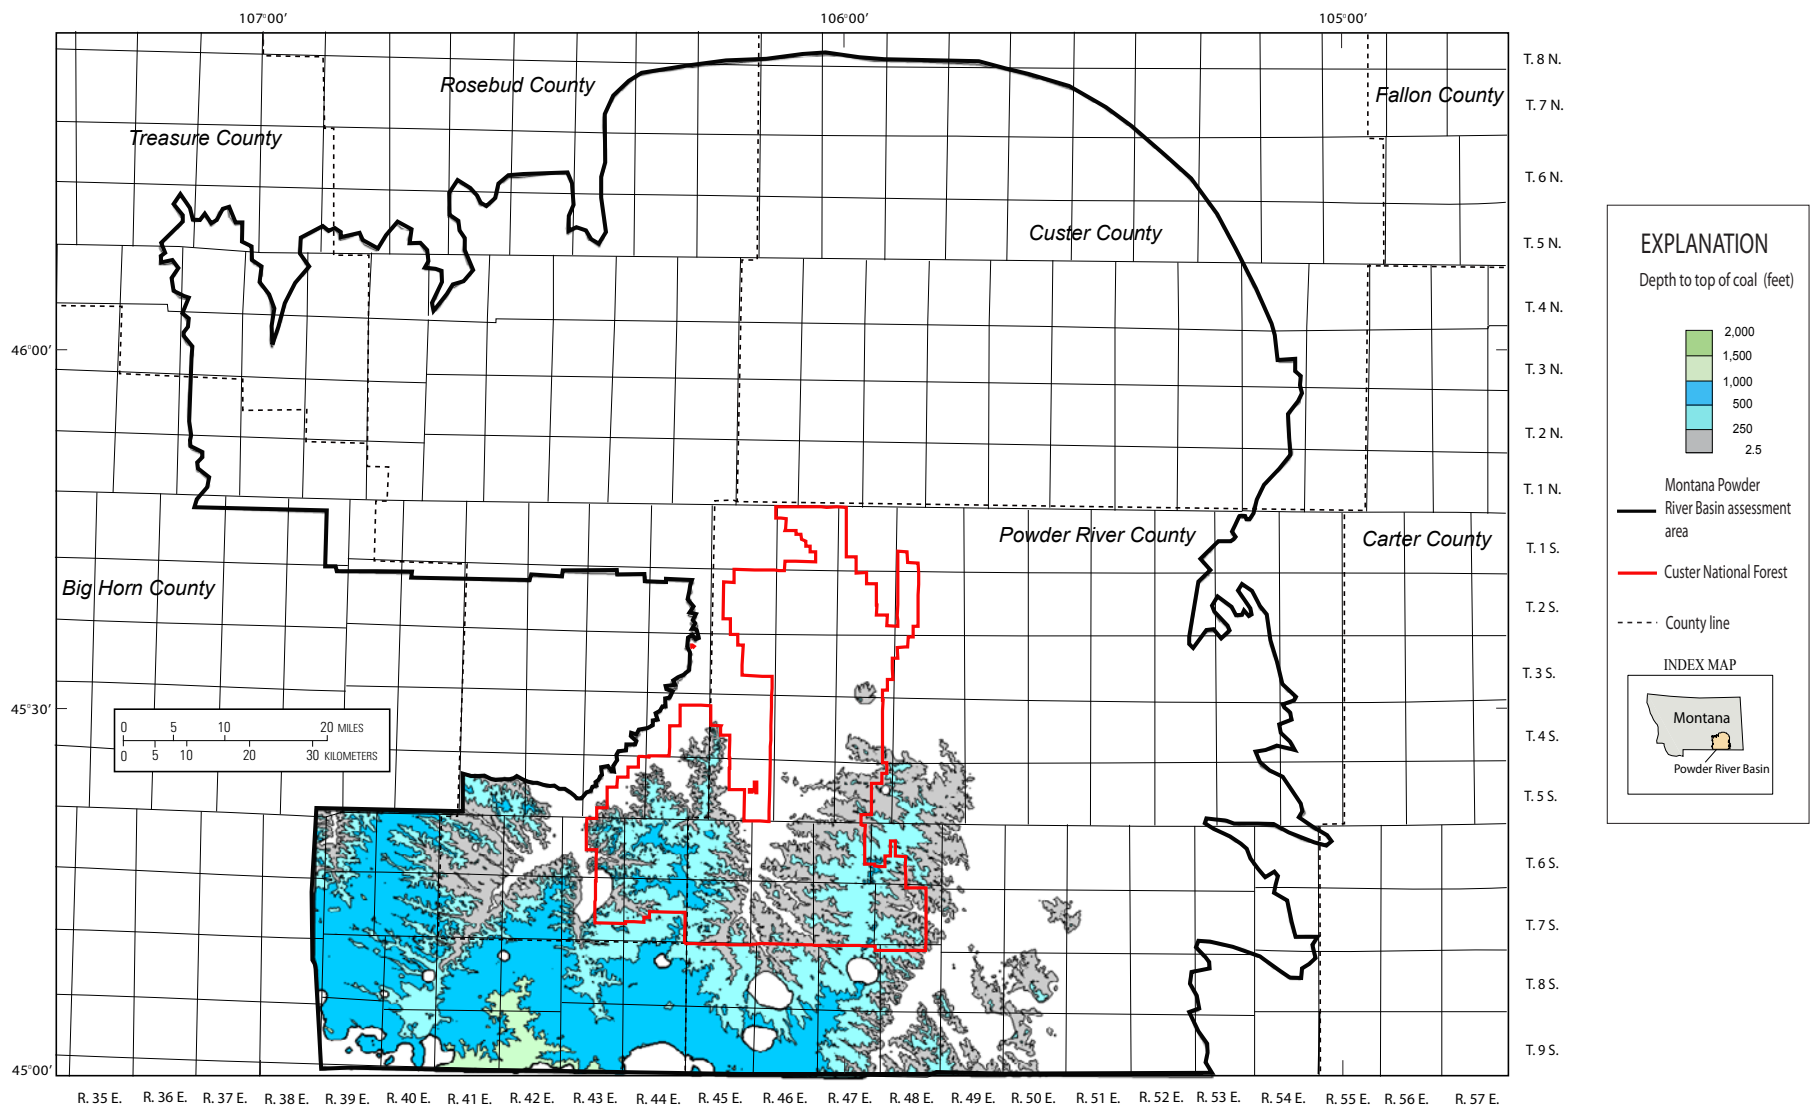 107°00'
106°00'
105°00'
Rosebud County
Fallon County
Treasure County
Custer County
Big Horn County
Powder River County
Carter County
46°00'
45°30'
45°00'
T. 8 N.
T. 7 N.
T. 6 N.
T. 5 N.
T. 4 N.
T. 3 N.
T. 2 N.
T. 1 N.
T. 1 S.
T. 2 S.
T. 3 S.
T. 4S.
T. 5 S.
T. 6S.
T. 7S.
T. 8S.
T. 9S.
0 5 10 20 MILES
0 5 10 20 30 KILOMETERS
R. 35 E. R. 36 E. R. 37 E. R. 38 E. R. 39 E. R. 40 E. R. 41 E. R. 42 E. R. 43 E. R. 44 E. R. 45 E. R. 46 E. R. 47 E. R. 48 E. R. 49 E. R. 50 E. R. 51 E. R. 52 E. R. 53 E. R. 54 E. R. 55 E. R. 56 E. R. 57 E.
EXPLANATION
Depth to top of coal (feet)
2,000
1,500
1,000
500
250
2.5
Montana Powder
River Basin assessment
area
Custer National Forest
County line
INDEX MAP
Montana
Powder River Basin